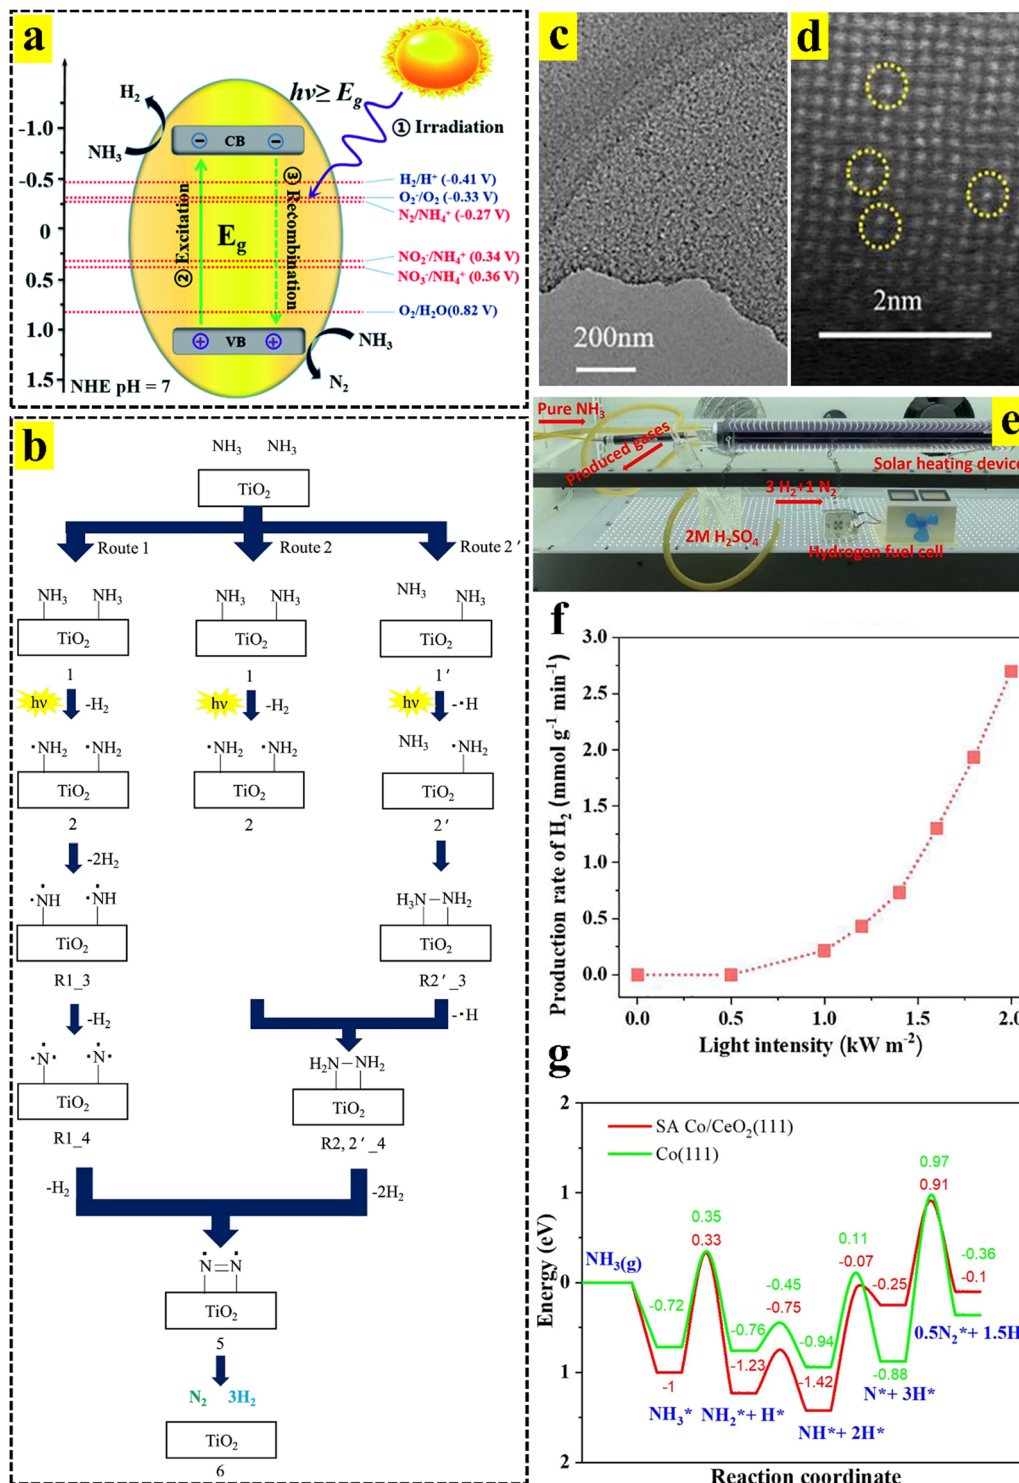 a
-1.0
-0.5
0
0.5
1.0
1.5
H₂
NH₃
hν≥ E_g
① Irradiation
CB
② Excitation
E_g
③ Recombination
H₂/H⁺ (-0.41 V)
O₂⁻/O₂ (-0.33 V)
N₂/NH₄⁺ (-0.27 V)
NO₂⁻/NH₄⁺ (0.34 V)
NO₃⁻/NH₄⁺ (0.36 V)
O₂/H₂O(0.82 V)
VB
NH₃
N₂
NHE pH = 7
b
NH₃ NH₃
TiO₂
Route 1
Route 2
Route 2′
NH₃ NH₃
TiO₂
1
NH₃ NH₃
TiO₂
1
NH₃ NH₃
TiO₂
1′
hν -H₂
hν -H₂
hν -·H
·NH₂ ·NH₂
TiO₂
2
·NH₂ ·NH₂
TiO₂
2
NH₃ ·NH₂
TiO₂
2′
-2H₂
·NH ·NH
TiO₂
R1_3
H₃N－NH₂
TiO₂
R2′_3
-H₂
-·H
·N· ·N·
TiO₂
R1_4
H₂N－NH₂
TiO₂
R2, 2′_4
-H₂
-2H₂
N=N
TiO₂
5
N₂ 3H₂
TiO₂
6
c
200nm
d
2nm
e
Pure NH₃
Produced gases
Solar heating device
3 H₂+1 N₂
2M H₂SO₄
Hydrogen fuel cell
f
Production rate of H₂ (mmol g⁻¹ min⁻¹)
3.0
2.5
2.0
1.5
1.0
0.5
0.0
0.0 0.5 1.0 1.5 2.0
Light intensity (kW m⁻²)
g
Energy (eV)
2
1
0
1
2
SA Co/CeO₂(111)
Co(111)
NH₃(g)
-0.72
-1
NH₃*
0.35
0.33
-0.76
-1.23
NH₂*+ H*
-0.45
-0.75
-0.94
-1.42
NH*+ 2H*
0.11
-0.07
-0.25
-0.88
N*+ 3H*
0.97
0.91
-0.36
-0.1
0.5N₂*+ 1.5H
Reaction coordinate